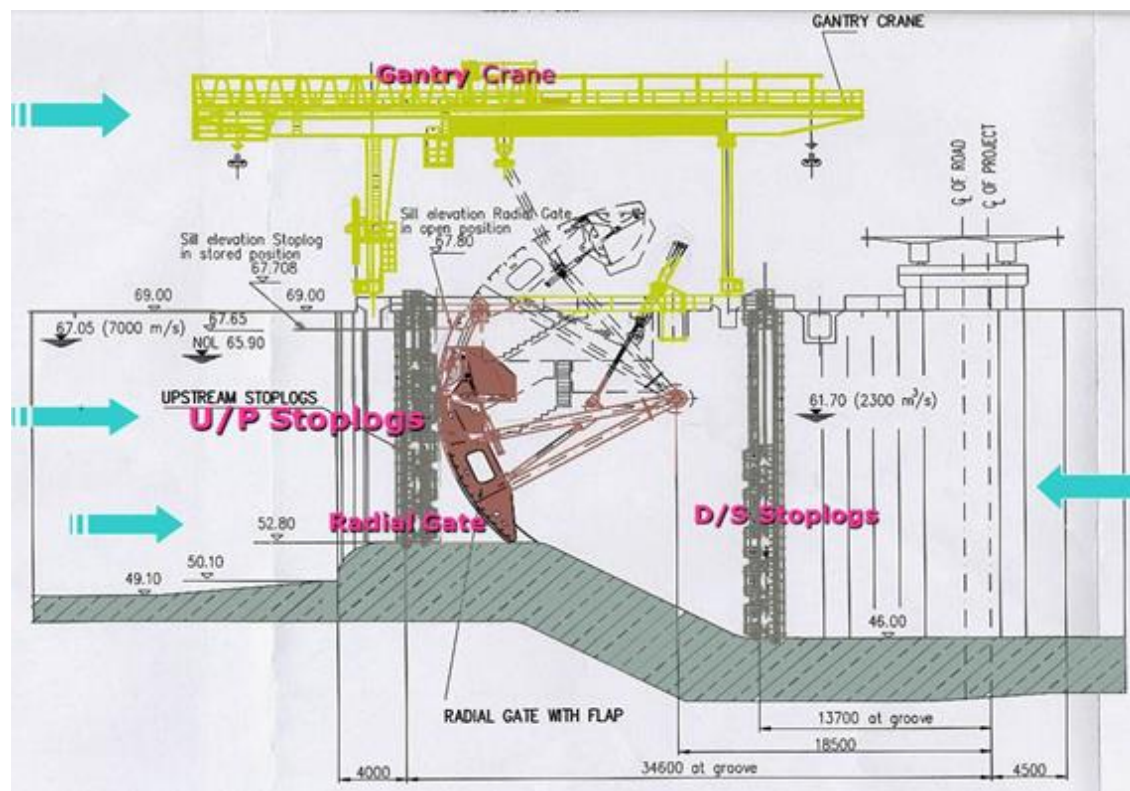 GANTRY CRANE
Gantry Crane
℄ OF ROAD
℄ OF PROJECT
Sill elevation Radial Gate
in open position
67.80
Sill elevation Stoplog
in stored position
67.708
69.00
69.00
67.05 (7000 m/s)
67.65
NOL 65.90
UPSTREAM STOPLOGS
U/P Stoplogs
61.70 (2300 m³/s)
Radial Gate
D/S Stoplogs
52.80
50.10
49.10
46.00
RADIAL GATE WITH FLAP
13700 at groove
18500
4000
34600 at groove
4500